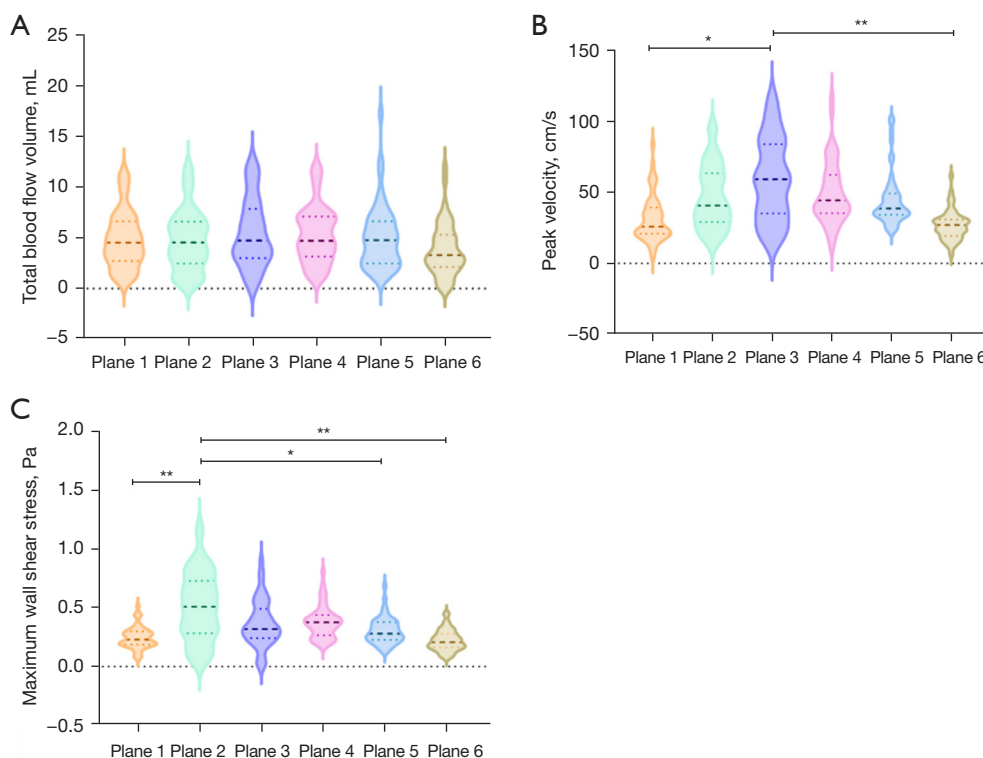 A
Total blood flow volume, mL
25
20
15
10
5
0
−5
Plane 1 Plane 2 Plane 3 Plane 4 Plane 5 Plane 6
B
Peak velocity, cm/s
150
100
50
0
−50
* **
Plane 1 Plane 2 Plane 3 Plane 4 Plane 5 Plane 6
C
Maximum wall shear stress, Pa
2.0
1.5
1.0
0.5
0.0
−0.5
**
*
**
Plane 1 Plane 2 Plane 3 Plane 4 Plane 5 Plane 6